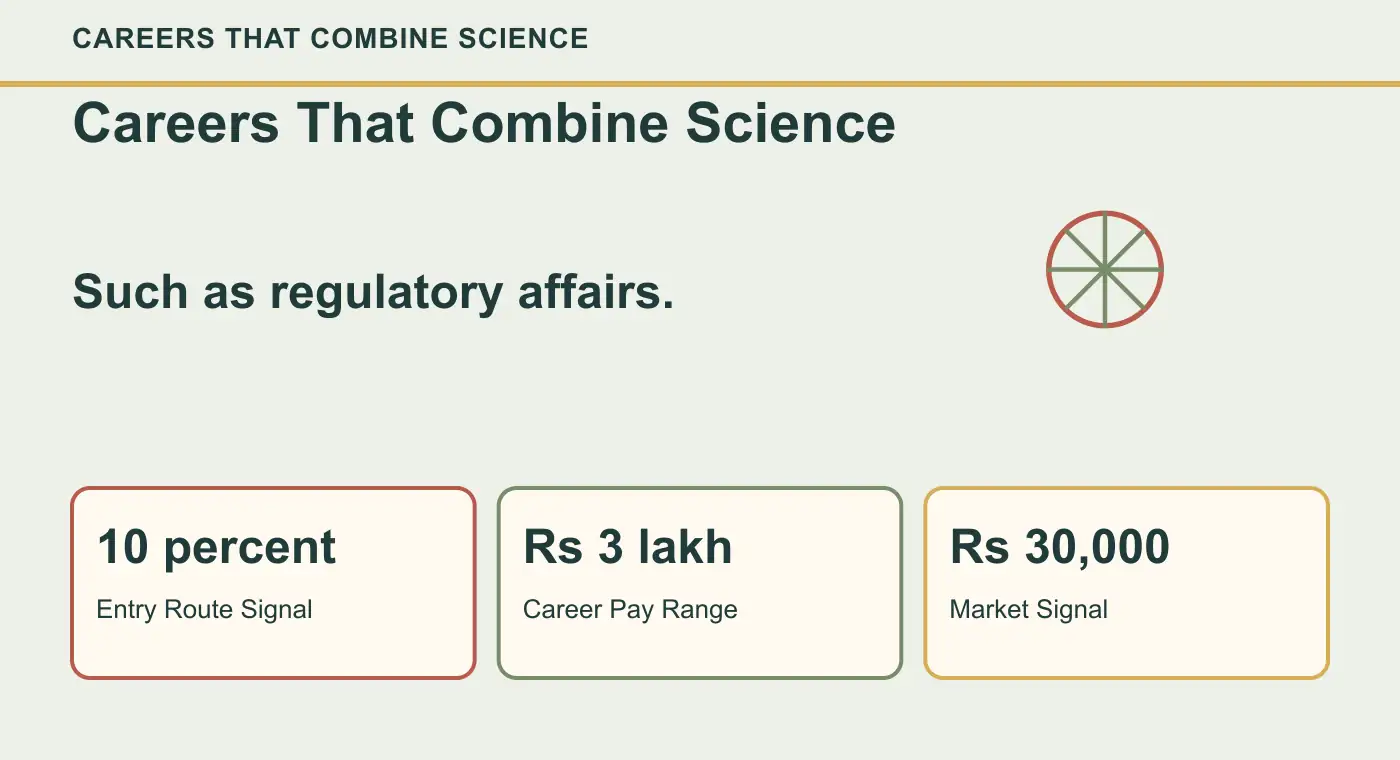 CAREERS THAT COMBINE SCIENCE
Careers That Combine Science
Such as regulatory affairs.
10 percent
Entry Route Signal
Rs 3 lakh
Career Pay Range
Rs 30,000
Market Signal